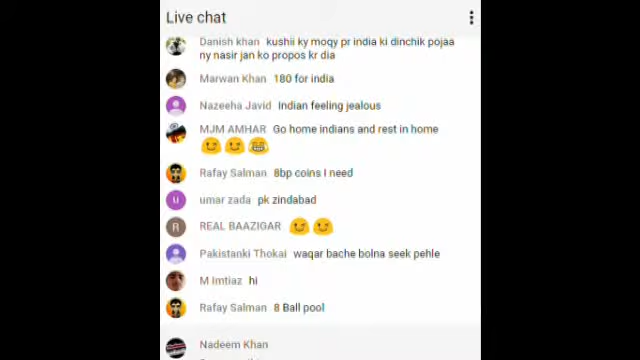 Live chat
Danish khan kushii ky moqy pr india ki dinchik pojaa
ny nasir jan ko propos kr dia
Marwan Khan 180 for india
Nazeeha Javid Indian feeling jealous
MJM AMHAR Go home indians and rest in home
Rafay Salman 8bp coins I need
umar zada pk zindabad
REAL BAAZIGAR
Pakistanki Thokai waqar bache bolna seek pehle
M Imtiaz hi
Rafay Salman 8 Ball pool
Nadeem Khan